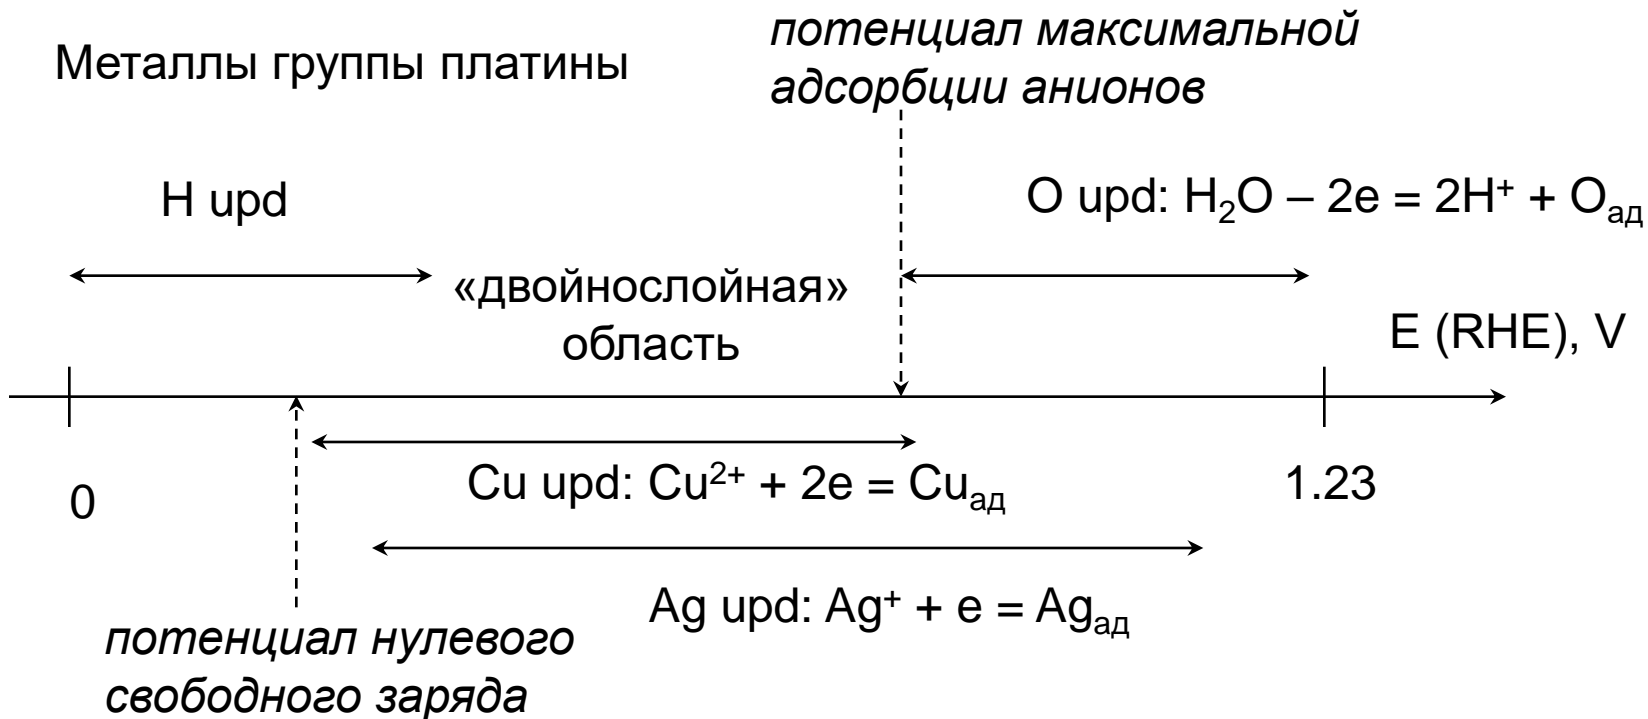 Металлы группы платины
потенциал максимальной
адсорбции анионов
H upd
O upd: H₂O – 2e = 2H⁺ + Oад
«двойнослойная»
область
E (RHE), V
0
Cu upd: Cu²⁺ + 2e = Cuад
1.23
Ag upd: Ag⁺ + e = Agад
потенциал нулевого
свободного заряда